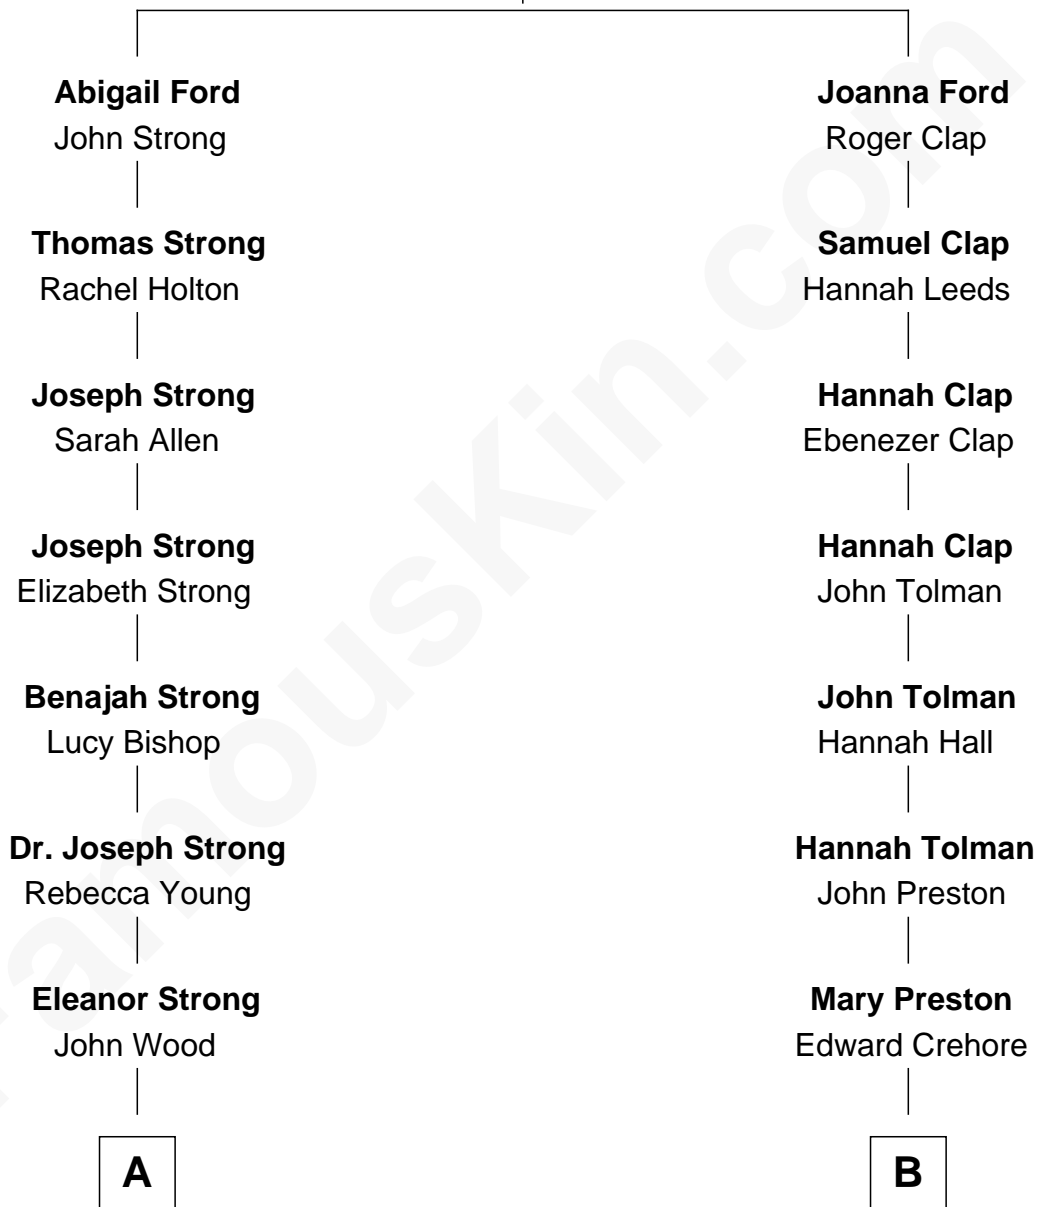 Abigail Ford
John Strong
Thomas Strong
Rachel Holton
Joseph Strong
Sarah Allen
Joseph Strong
Elizabeth Strong
Benajah Strong
Lucy Bishop
Dr. Joseph Strong
Rebecca Young
Eleanor Strong
John Wood
A
Joanna Ford
Roger Clap
Samuel Clap
Hannah Leeds
Hannah Clap
Ebenezer Clap
Hannah Clap
John Tolman
John Tolman
Hannah Hall
Hannah Tolman
John Preston
Mary Preston
Edward Crehore
B
FamousKin.com